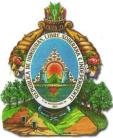 REPUBLICA DE HONDURAS, LIBRE, SOBERANA E INDEPENDIENTE